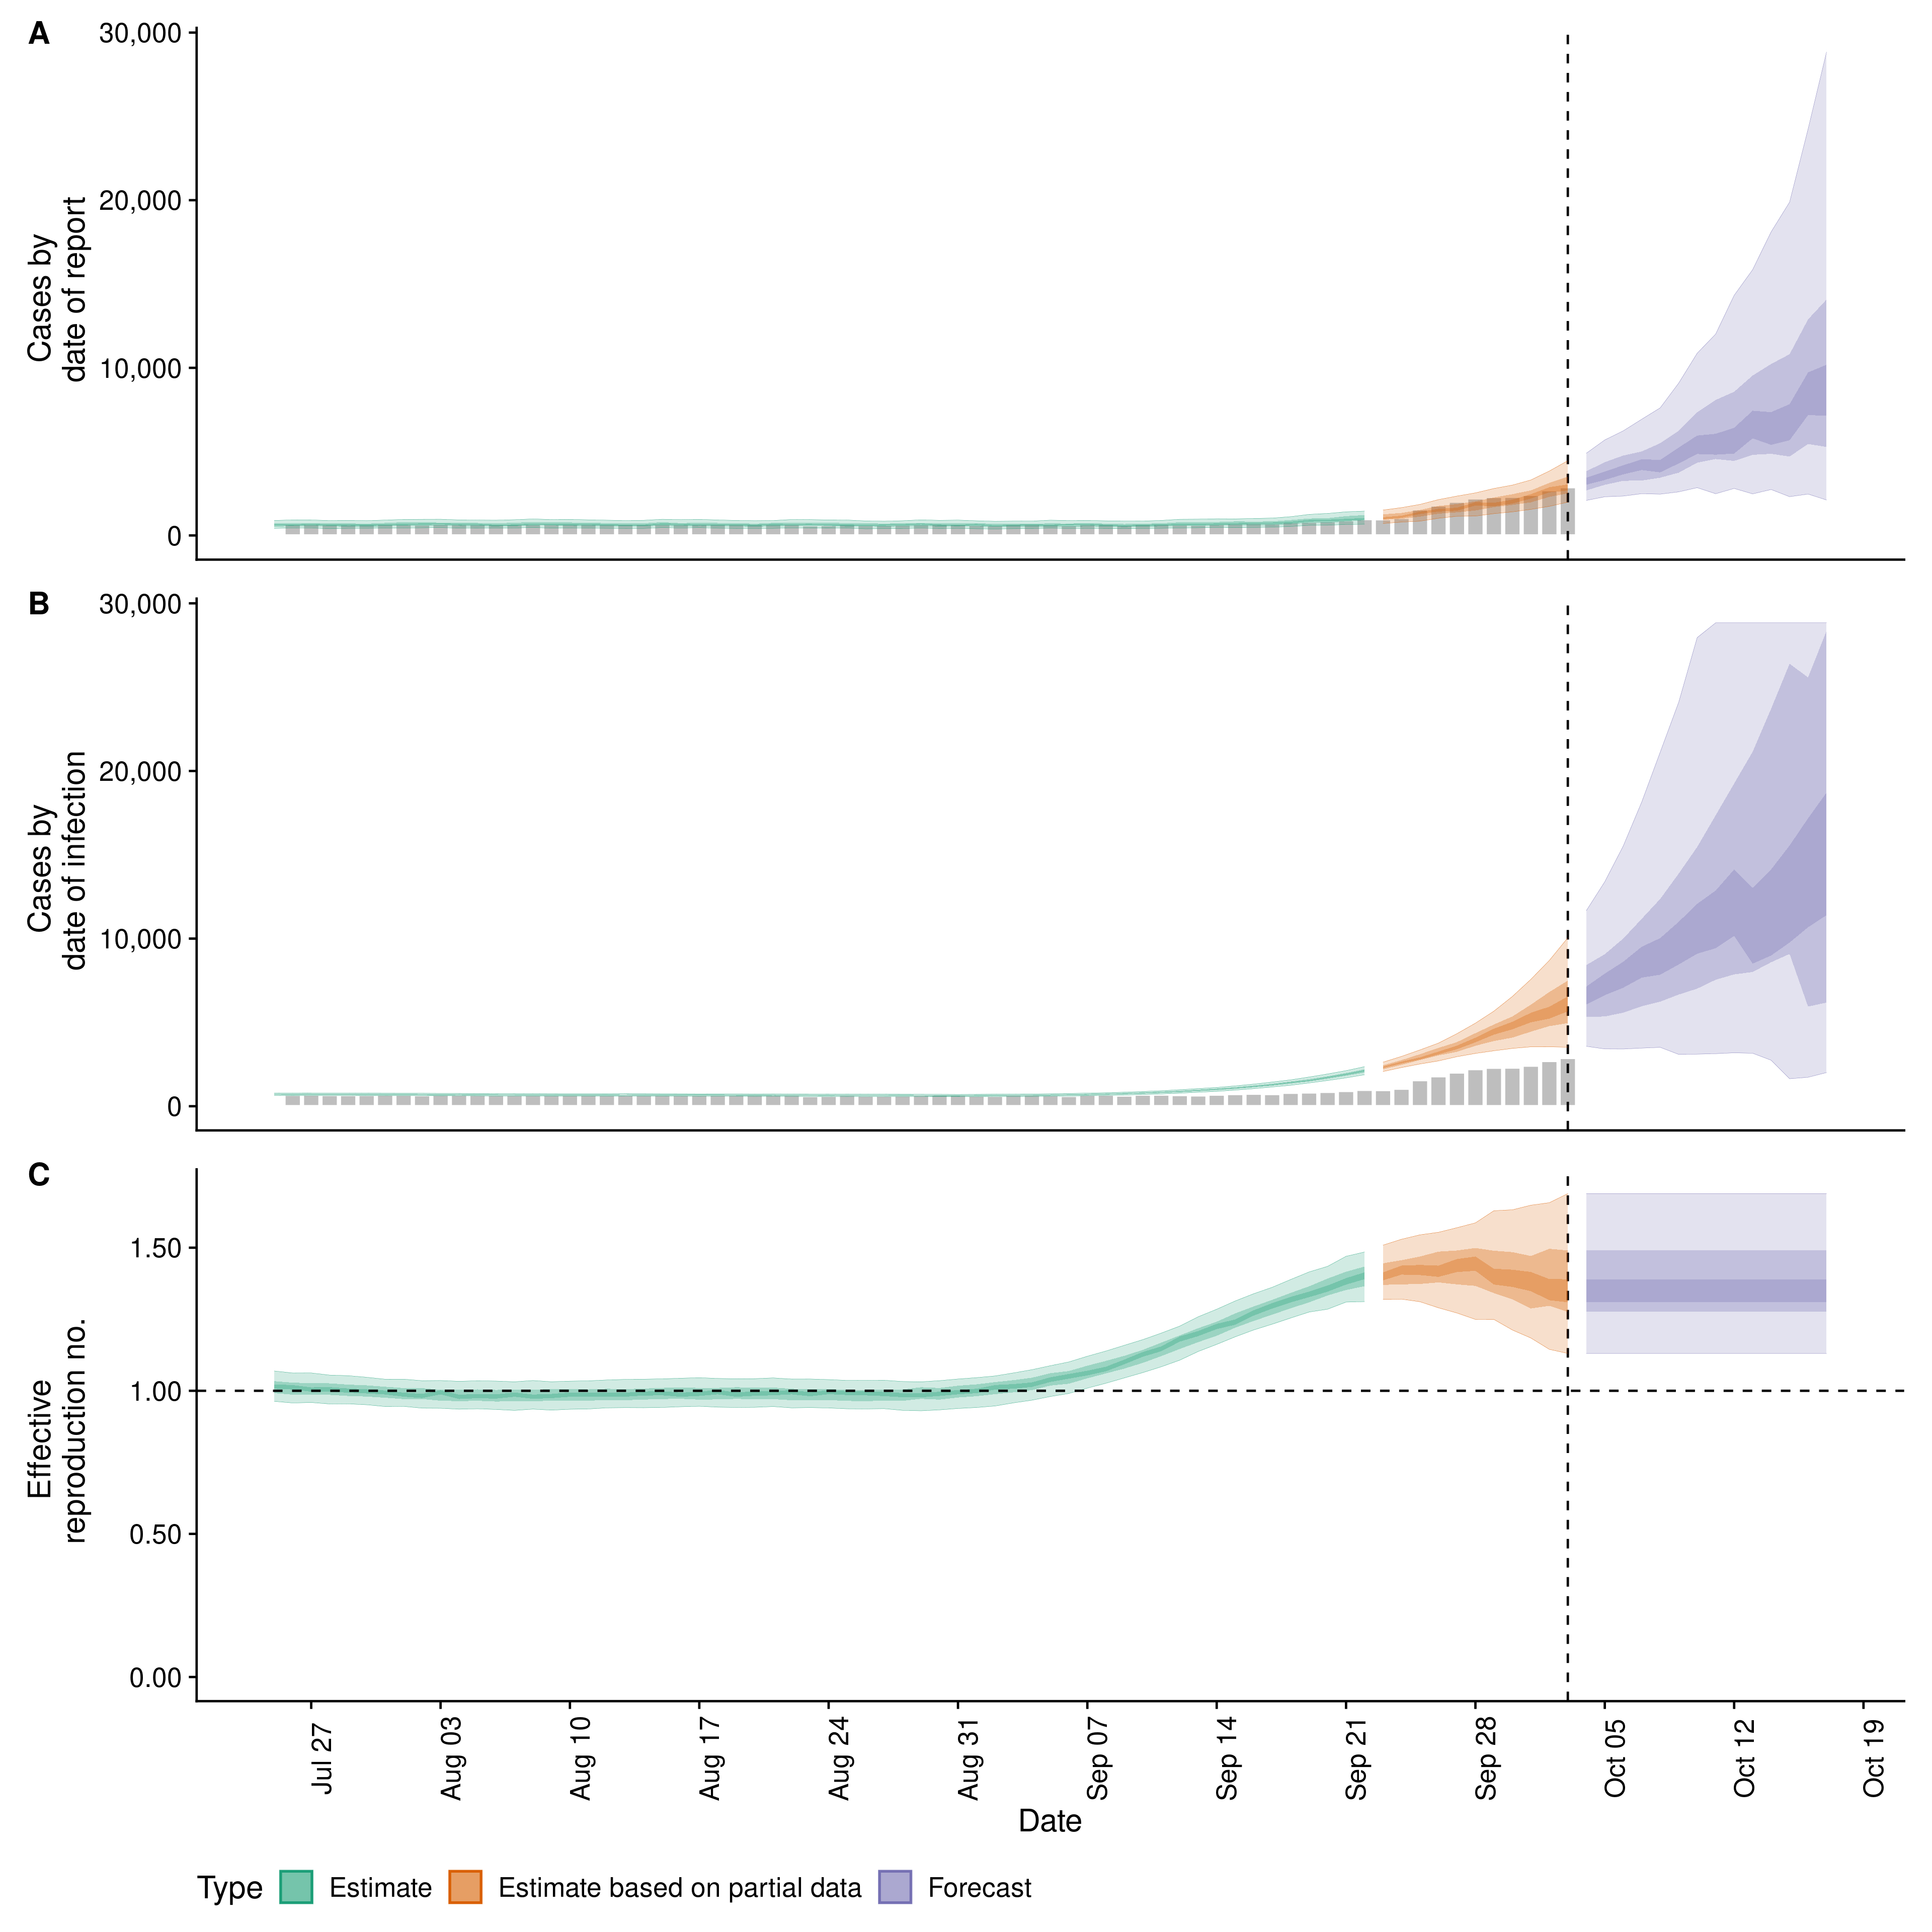 A
30,000
20,000
10,000
0
Cases by
date of report
B
30,000
20,000
10,000
0
Cases by
date of infection
C
1.50
1.00
0.50
0.00
Effective
reproduction no.
Jul 27
Aug 03
Aug 10
Aug 17
Aug 24
Aug 31
Sep 07
Sep 14
Sep 21
Sep 28
Oct 05
Oct 12
Oct 19
Date
Type Estimate Estimate based on partial data Forecast